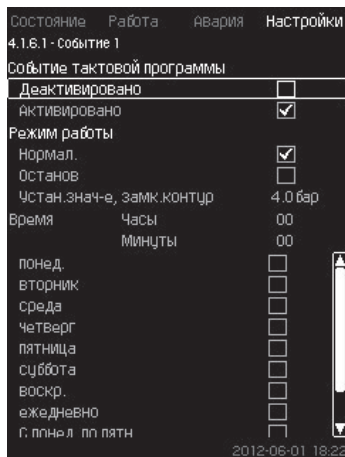 Состояние Работа Авария Настройки
4.1.6.1 - Событие 1
Событие тактовой программы
Деактивировано
Активировано
Режим работы
Нормал.
Останов
Устан.знач-е, замк.контур 4.0 бар
Время Часы 00
Минуты 00
понед.
вторник
среда
четверг
пятница
суббота
воскр.
ежедневно
С понед. по пятн
2012-06-01 18:22